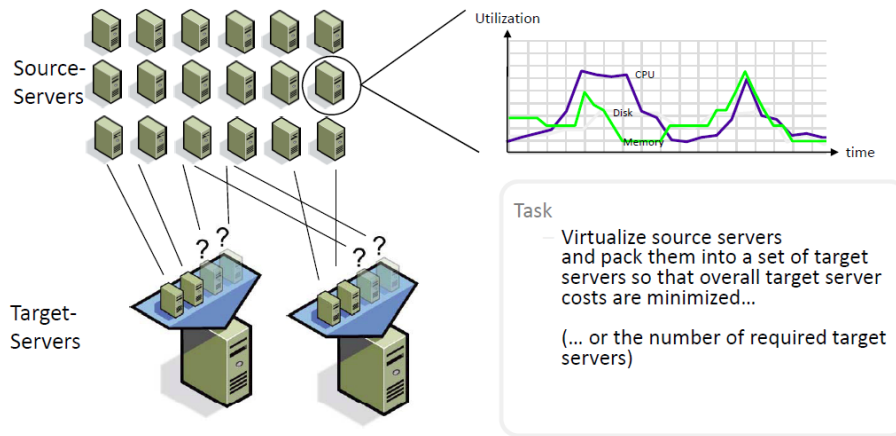 Utilization
Source-
Servers
CPU
Disk
Memory
time
Task
Virtualize source servers
and pack them into a set of target
servers so that overall target server
costs are minimized...
(... or the number of required target
servers)
? ?
? ?
Target-
Servers